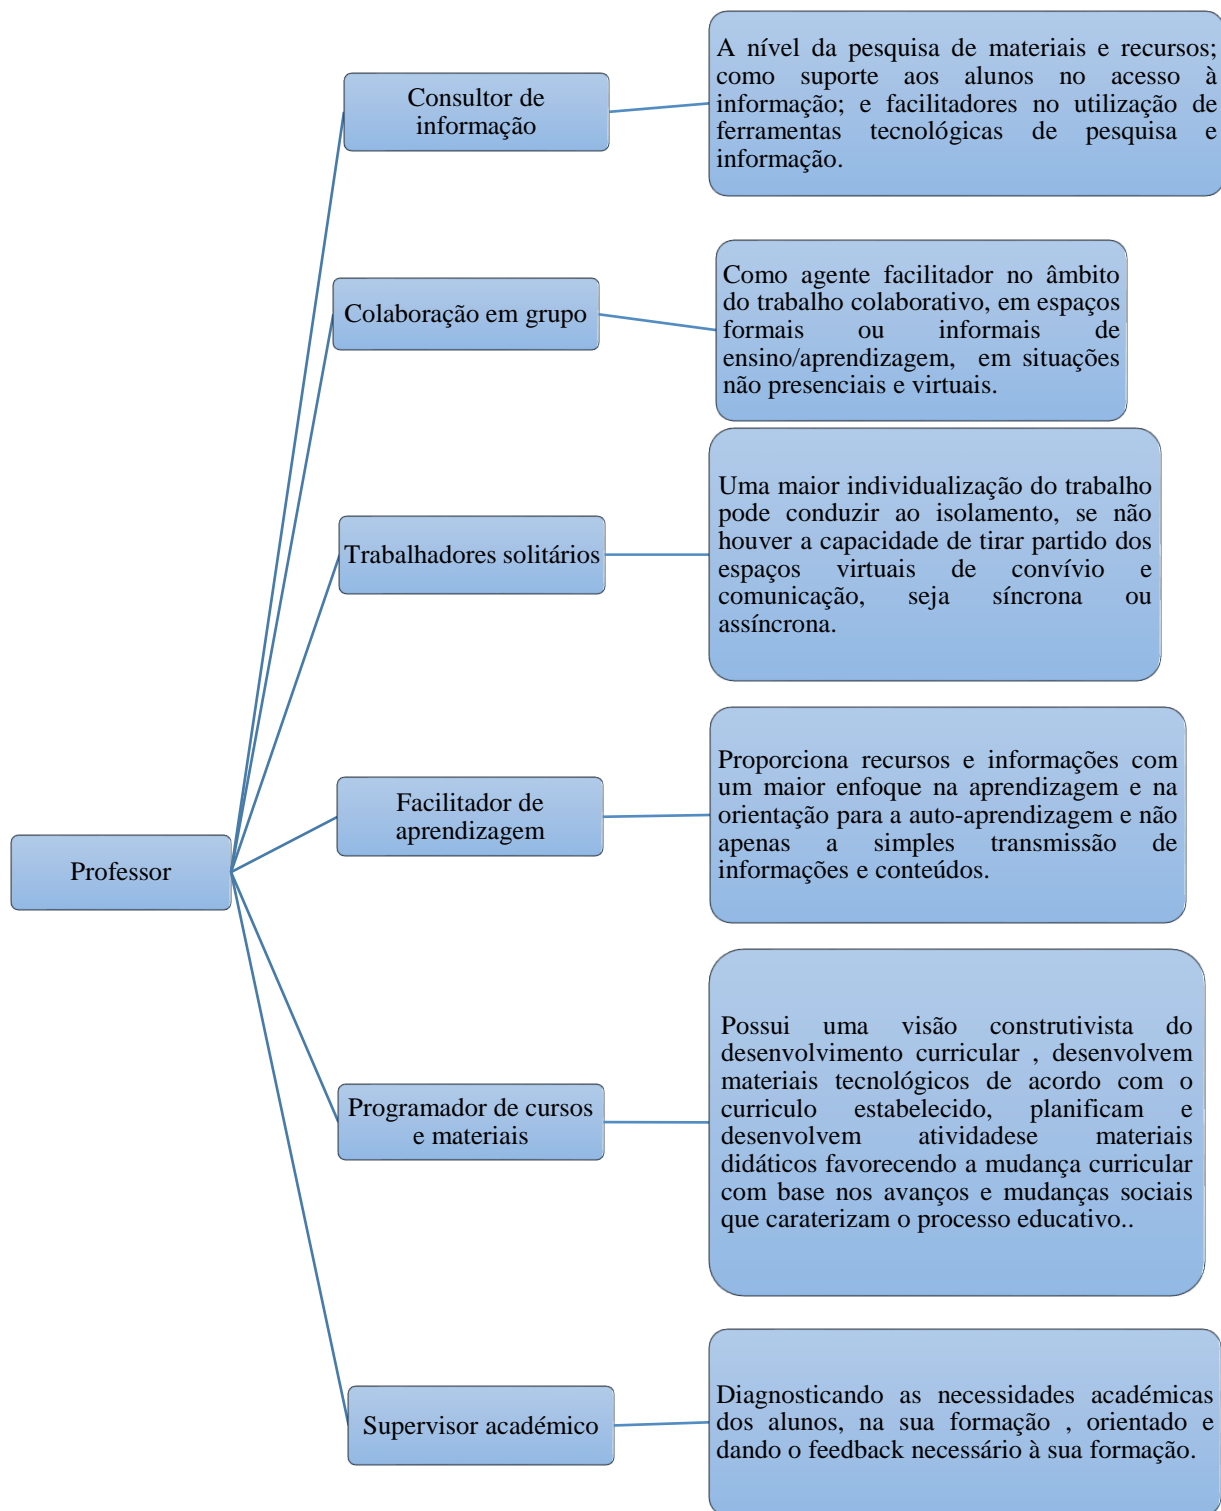 Professor
Consultor de
informação
A nível da pesquisa de materiais e recursos;
como suporte aos alunos no acesso à
informação; e facilitadores no utilização de
ferramentas tecnológicas de pesquisa e
informação.
Colaboração em grupo
Como agente facilitador no âmbito
do trabalho colaborativo, em espaços
formais ou informais de
ensino/aprendizagem, em situações
não presenciais e virtuais.
Trabalhadores solitários
Uma maior individualização do trabalho
pode conduzir ao isolamento, se não
houver a capacidade de tirar partido dos
espaços virtuais de convívio e
comunicação, seja síncrona ou
assíncrona.
Facilitador de
aprendizagem
Proporciona recursos e informações com
um maior enfoque na aprendizagem e na
orientação para a auto-aprendizagem e não
apenas a simples transmissão de
informações e conteúdos.
Programador de cursos
e materiais
Possui uma visão construtivista do
desenvolvimento curricular , desenvolvem
materiais tecnológicos de acordo com o
curriculo estabelecido, planificam e
desenvolvem atividadese materiais
didáticos favorecendo a mudança curricular
com base nos avanços e mudanças sociais
que caraterizam o processo educativo..
Supervisor académico
Diagnosticando as necessidades académicas
dos alunos, na sua formação , orientado e
dando o feedback necessário à sua formação.